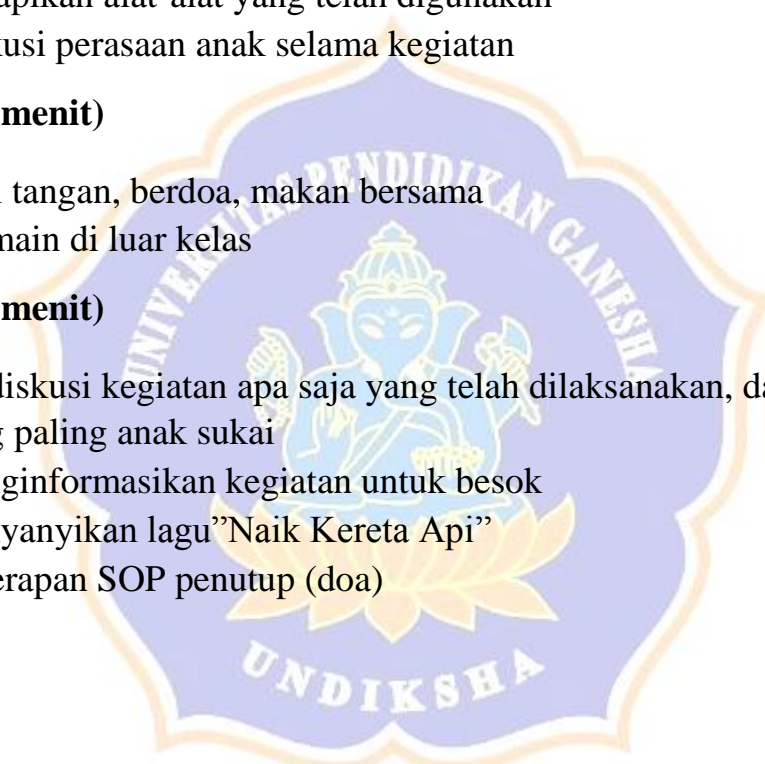 apikan alat-alat yang telah digunakan
kusi perasaan anak selama kegiatan
menit)
tangan, berdoa, makan bersama
main di luar kelas
menit)
diskusi kegiatan apa saja yang telah dilaksanakan, da
g paling anak sukai
ginformasikan kegiatan untuk besok
yanyikan lagu”Naik Kereta Api”
erapan SOP penutup (doa)
UNIVERSITAS PENDIDIKAN GANESHA
UNDIKSHA